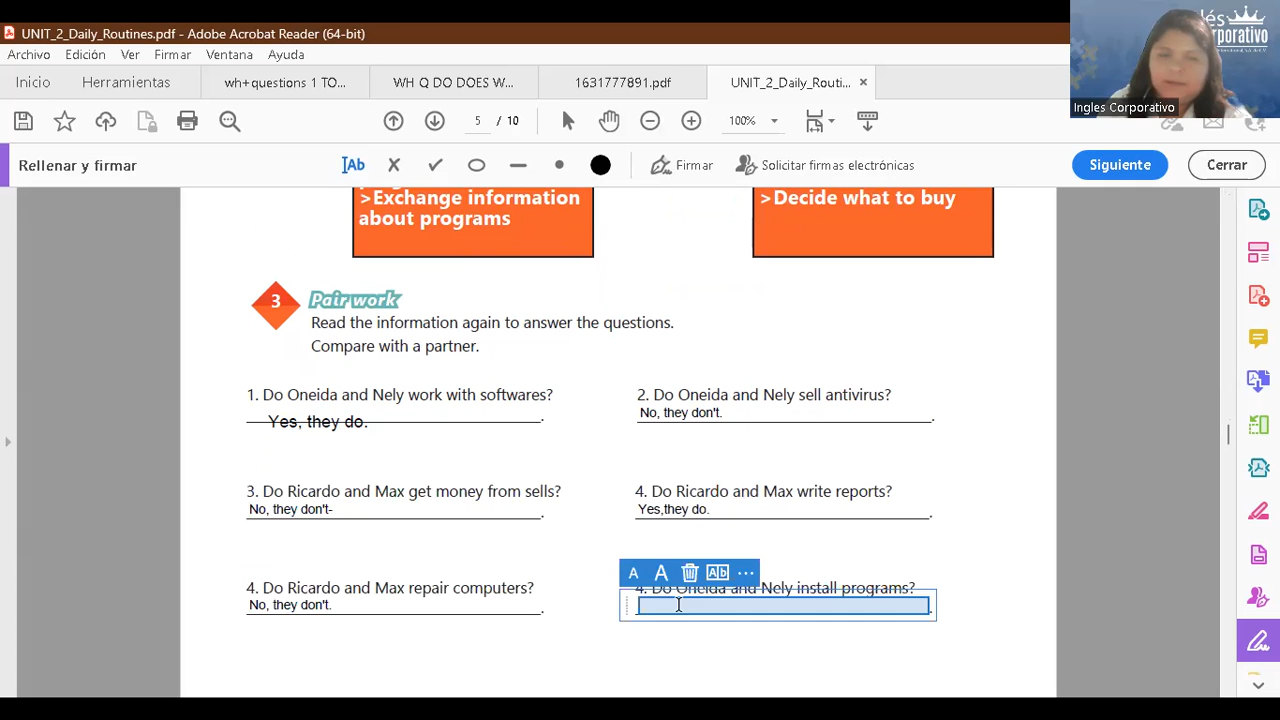 UNIT_2_Daily_Routines.pdf - Adobe Acrobat Reader (64-bit)
Archivo Edición Ver Firmar Ventana Ayuda
Inicio Herramientas wh+questions 1 TO... WH Q DO DOES W... 1631777891.pdf UNIT_2_Daily_Routi...
5 / 10 100%
Rellenar y firmar Ab Firmar Solicitar firmas electrónicas Siguiente Cerrar
és
orporativo
Ingles Corporativo
>Exchange information
about programs
>Decide what to buy
3 Pair work
Read the information again to answer the questions.
Compare with a partner.
1. Do Oneida and Nely work with softwares?
Yes, they do.
2. Do Oneida and Nely sell antivirus?
No, they don't.
3. Do Ricardo and Max get money from sells?
No, they don't-
4. Do Ricardo and Max write reports?
Yes,they do.
4. Do Ricardo and Max repair computers?
No, they don't.
A A Ab ...
4. Do Oneida and Nely install programs?